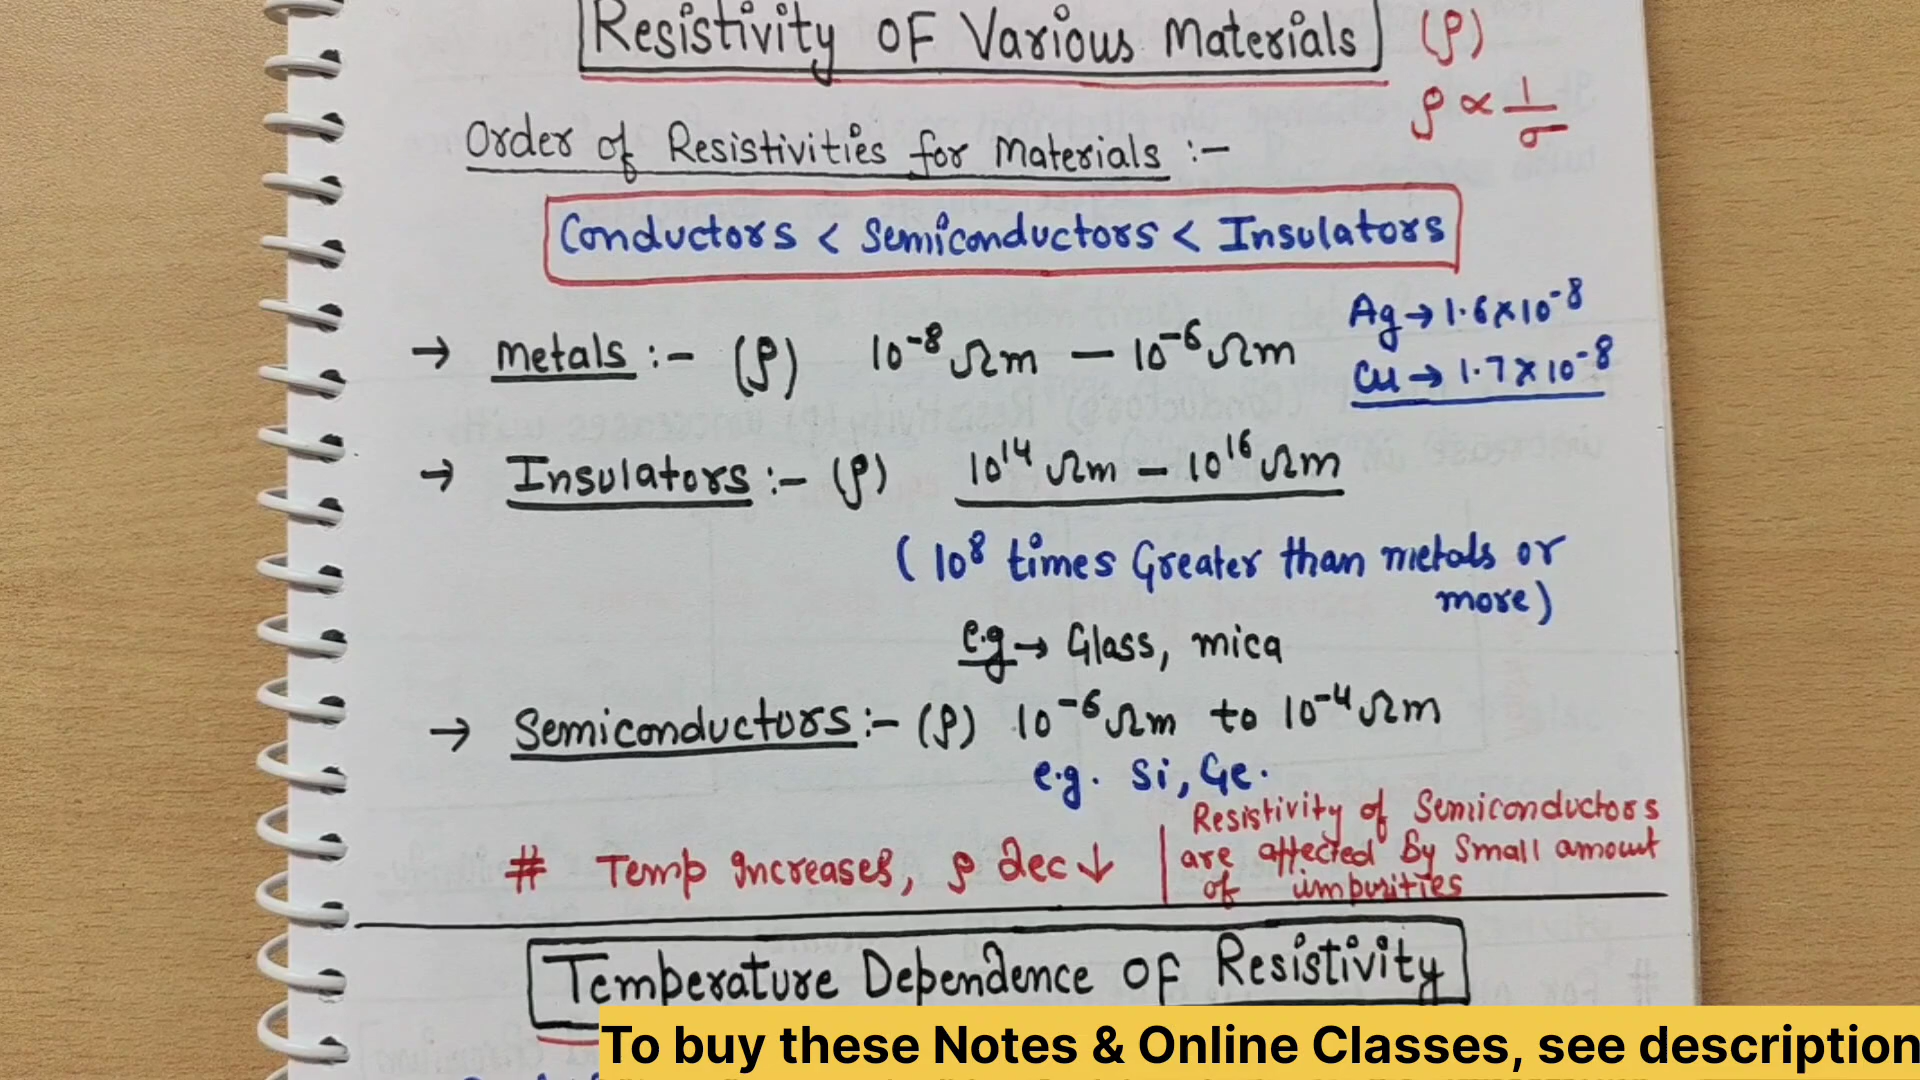 Resistivity OF Various Materials (ρ)
ρ ∝ 1/σ
Order of Resistivities for Materials :-
Conductors < Semiconductors < Insulators
Ag → 1.6×10⁻⁸
→ Metals :- (ρ) 10⁻⁸ Ωm — 10⁻⁶ Ωm
Cu → 1.7×10⁻⁸
→ Insulators :- (ρ) 10¹⁴ Ωm – 10¹⁶ Ωm
( 10⁸ times Greater than metals or
more)
e.g → Glass, mica
→ Semiconductors :- (ρ) 10⁻⁶ Ωm to 10⁻⁴ Ωm
e.g. Si, Ge.
# Temp Increases, ρ dec ↓
Resistivity of Semiconductors
are affected By Small amount
of impurities
Temperature Dependence OF Resistivity
To buy these Notes & Online Classes, see description